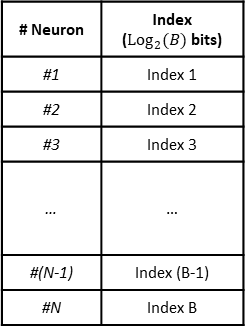 # Neuron Index
(Log₂(B) bits)
#1 Index 1
#2 Index 2
#3 Index 3
... ...
#(N-1) Index (B-1)
#N Index B